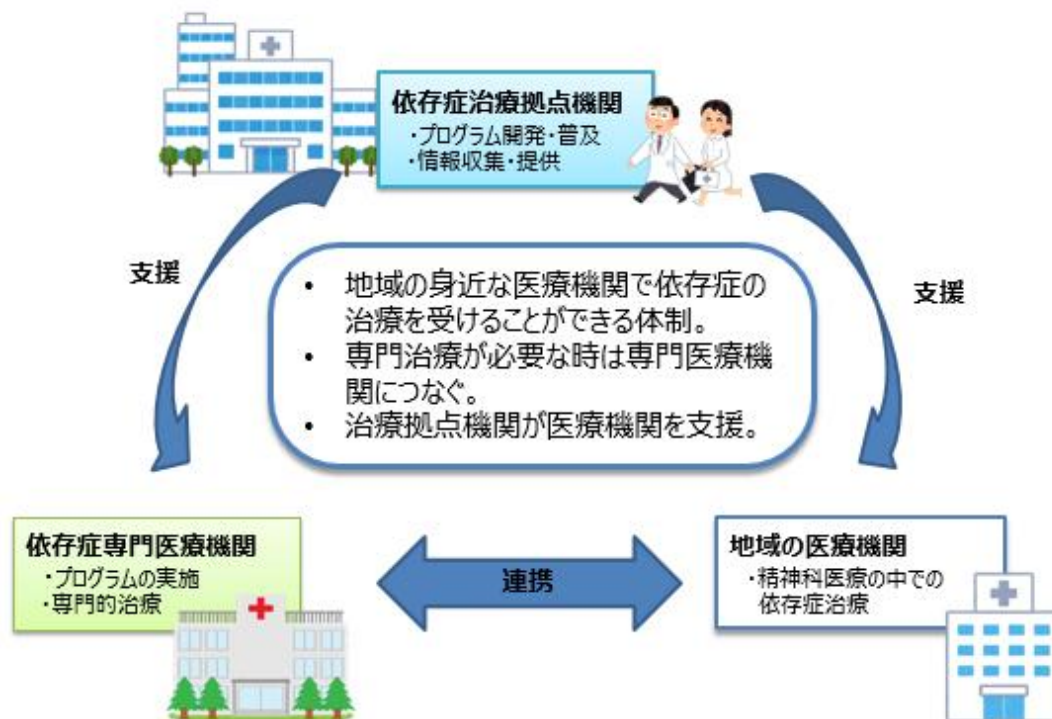 依存症治療拠点機関
・プログラム開発・普及
・情報収集・提供
支援
支援
• 地域の身近な医療機関で依存症の
治療を受けることができる体制。
• 専門治療が必要な時は専門医療機
関につなぐ。
• 治療拠点機関が医療機関を支援。
依存症専門医療機関
・プログラムの実施
・専門的治療
連携
地域の医療機関
・精神科医療の中での
依存症治療